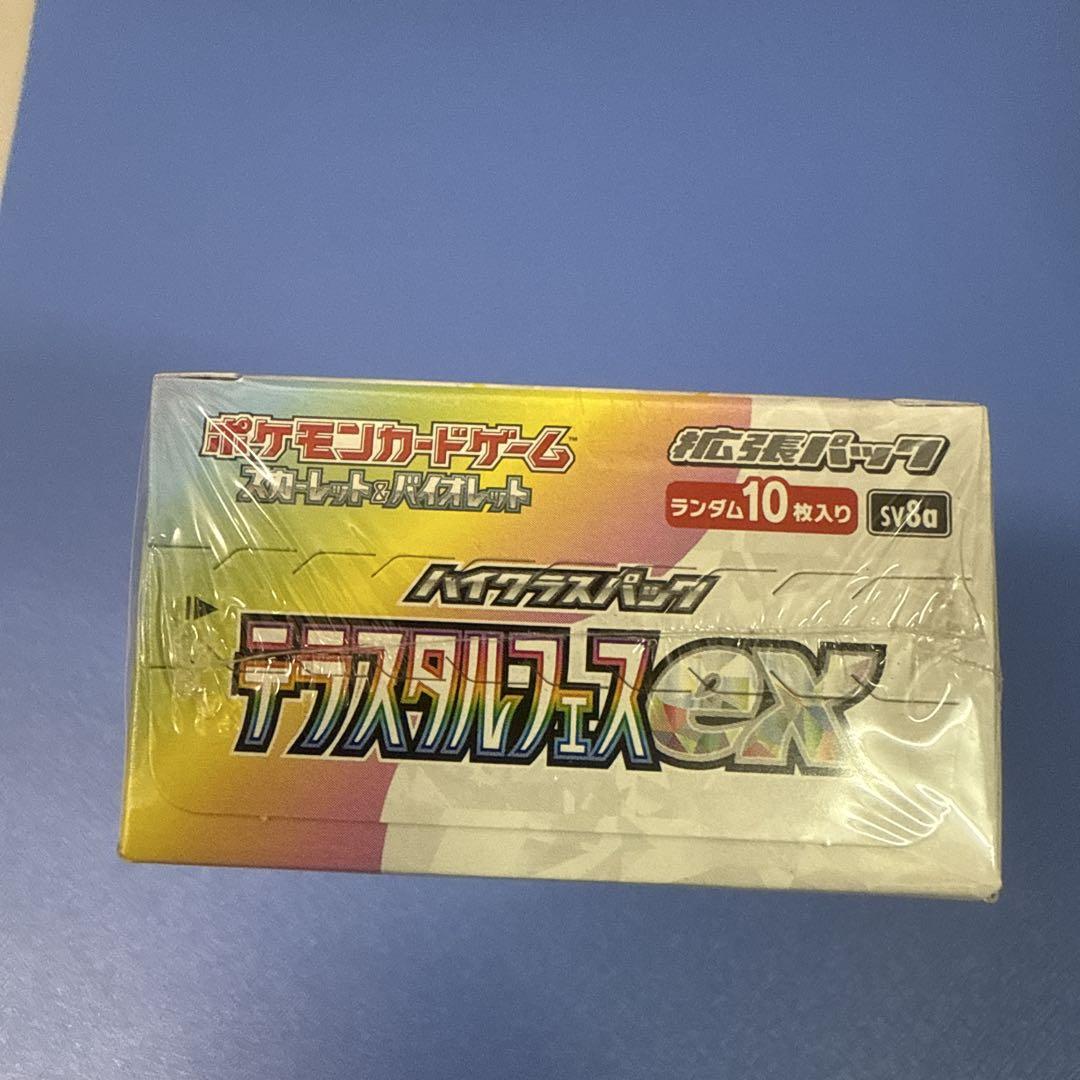 ポケモンカードゲーム™
スカーレット&バイオレット
拡張パック
ランダム10枚入り
sv8a
ハイクラスパック
テラスタルフェスex